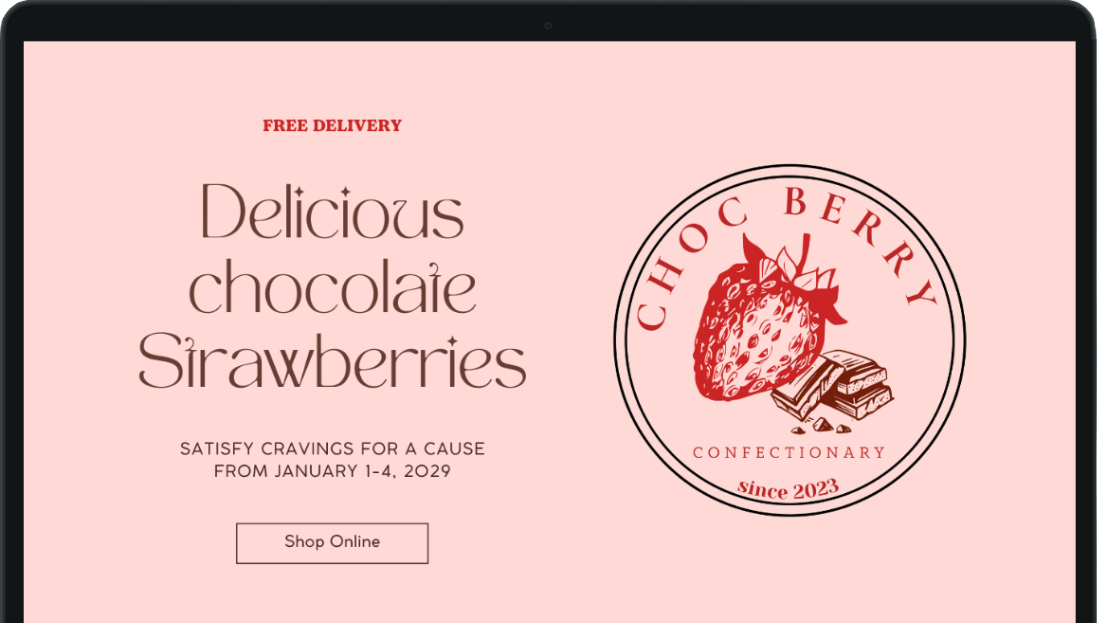 FREE DELIVERY
Delicious
chocolate
Strawberries
SATISFY CRAVINGS FOR A CAUSE
FROM JANUARY 1-4, 2029
Shop Online
CHOC BERRY
CONFECTIONARY
since 2023